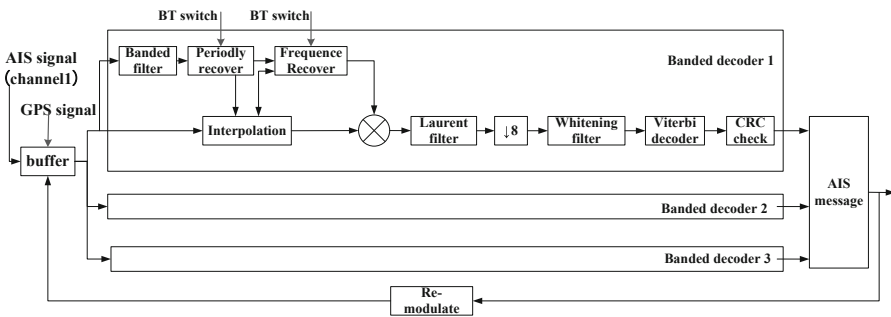 BT switch
BT switch
AIS signal
(channel1)
GPS signal
buffer
Banded
filter
Periodly
recover
Frequence
Recover
Banded decoder 1
Interpolation
Laurent
filter
↓8
Whitening
filter
Viterbi
decoder
CRC
check
AIS
message
Banded decoder 2
Banded decoder 3
Re-
modulate